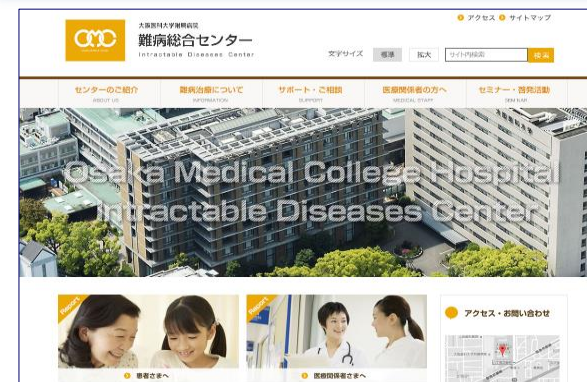 アクセス サイトマップ
OMC
大阪医科大学附属病院
難病総合センター
Intractable Diseases Center
文字サイズ 標準 拡大 サイト内検索 検索
センターのご紹介 難病治療について サポート・ご相談 医療関係者の方へ セミナー・啓発活動
ABOUT US INFORMATION SUPPORT MEDICAL STAFF SEMINAR
Osaka Medical College Hospital
Intractable Diseases Center
Report Report
アクセス・お問い合わせ
患者さまへ 医療関係者さまへ